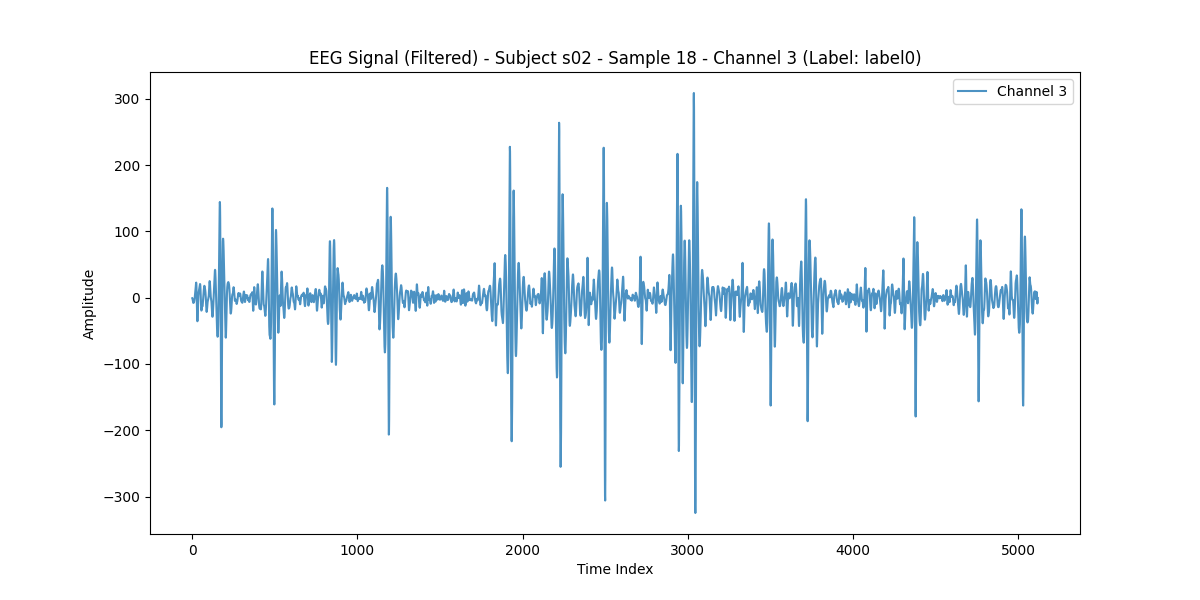 EEG Signal (Filtered) - Subject s02 - Sample 18 - Channel 3 (Label: label0)
Channel 3
300
200
100
0
−100
−200
−300
Amplitude
0 1000 2000 3000 4000 5000
Time Index